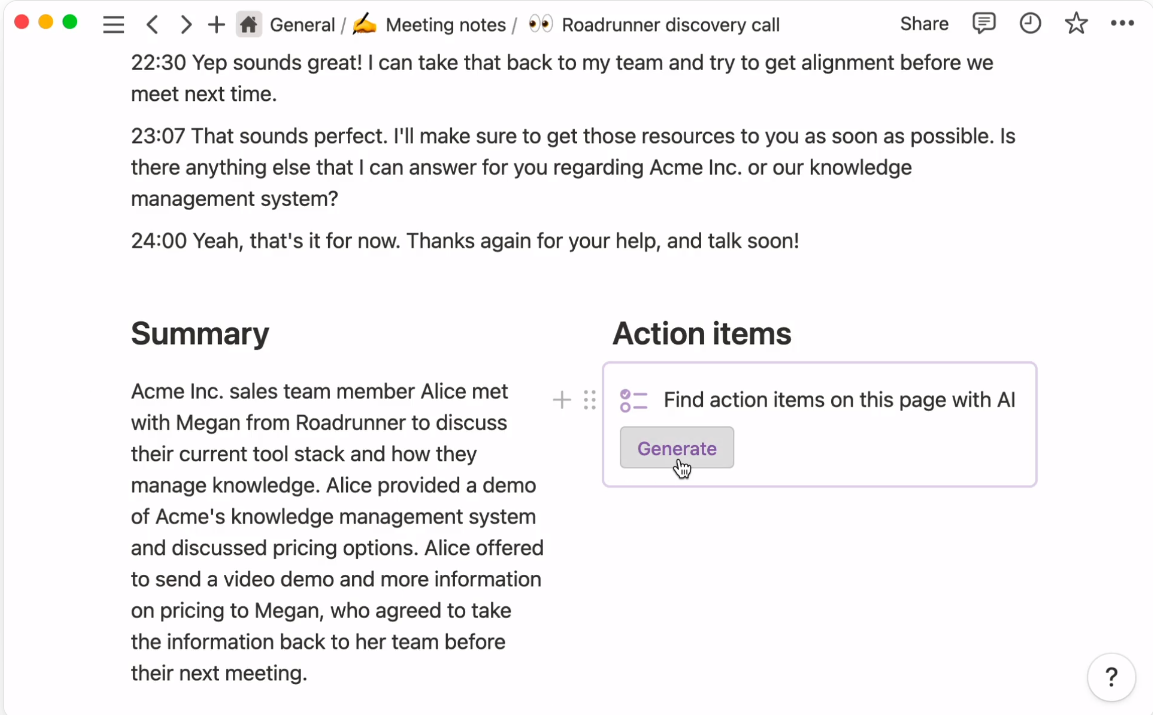 General / ✍️ Meeting notes / 👀 Roadrunner discovery call
Share
22:30 Yep sounds great! I can take that back to my team and try to get alignment before we
meet next time.
23:07 That sounds perfect. I'll make sure to get those resources to you as soon as possible. Is
there anything else that I can answer for you regarding Acme Inc. or our knowledge
management system?
24:00 Yeah, that's it for now. Thanks again for your help, and talk soon!
Summary
Acme Inc. sales team member Alice met
with Megan from Roadrunner to discuss
their current tool stack and how they
manage knowledge. Alice provided a demo
of Acme's knowledge management system
and discussed pricing options. Alice offered
to send a video demo and more information
on pricing to Megan, who agreed to take
the information back to her team before
their next meeting.
Action items
Find action items on this page with AI
Generate
?